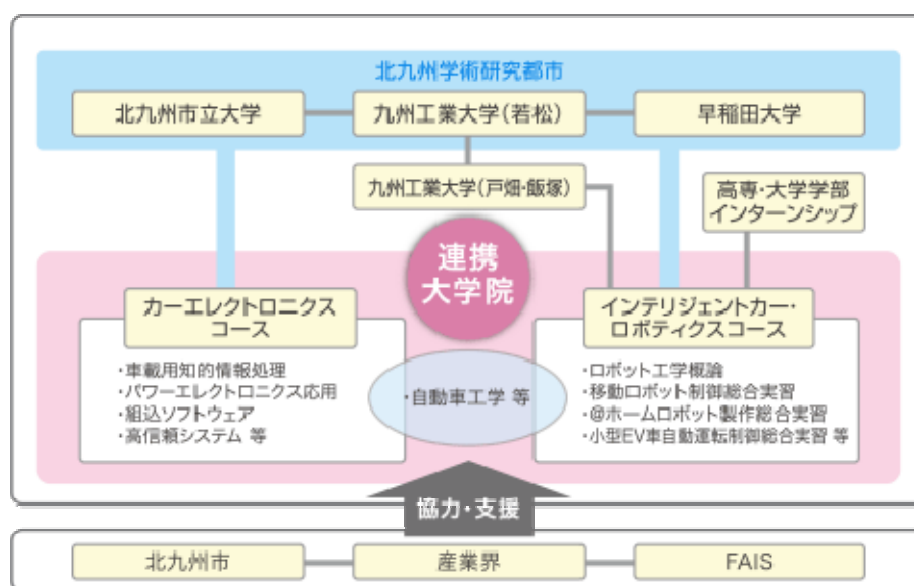 北九州学術研究都市
北九州市立大学
九州工業大学(若松)
早稲田大学
九州工業大学(戸畑・飯塚)
高専・大学学部
インターンシップ
連携
大学院
カーエレクトロニクス
コース
インテリジェントカー・
ロボティクスコース
・車載用知的情報処理
・パワーエレクトロニクス応用
・組込ソフトウェア
・高信頼システム 等
・自動車工学 等
・ロボット工学概論
・移動ロボット制御総合実習
・@ホームロボット製作総合実習
・小型EV車自動運転制御総合実習 等
協力・支援
北九州市
産業界
FAIS